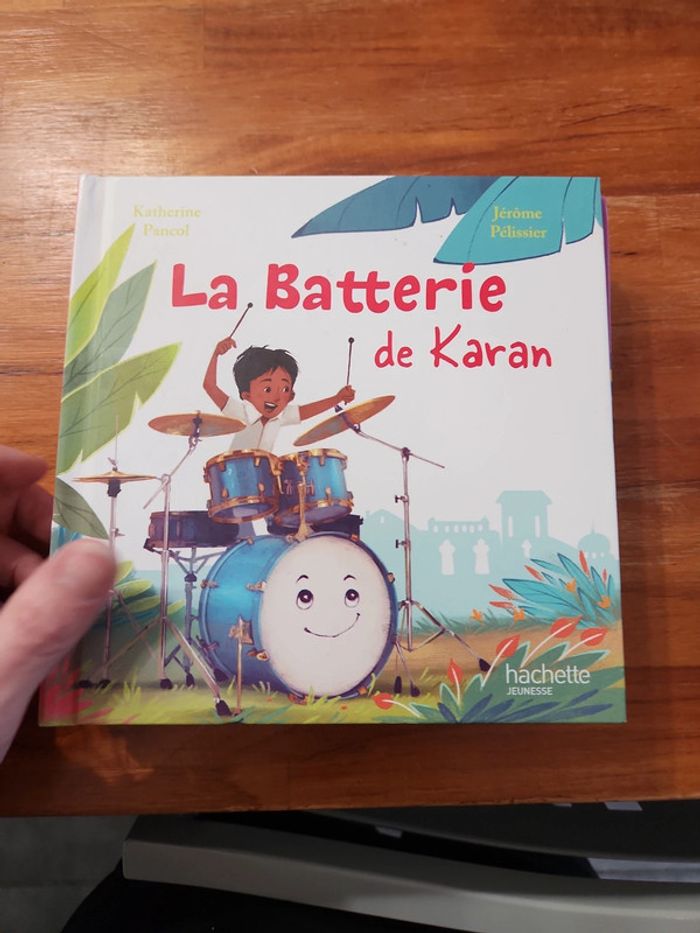 Katherine
Pancol
Jérôme
Pélissier
La Batterie
de Karan
hachette
JEUNESSE